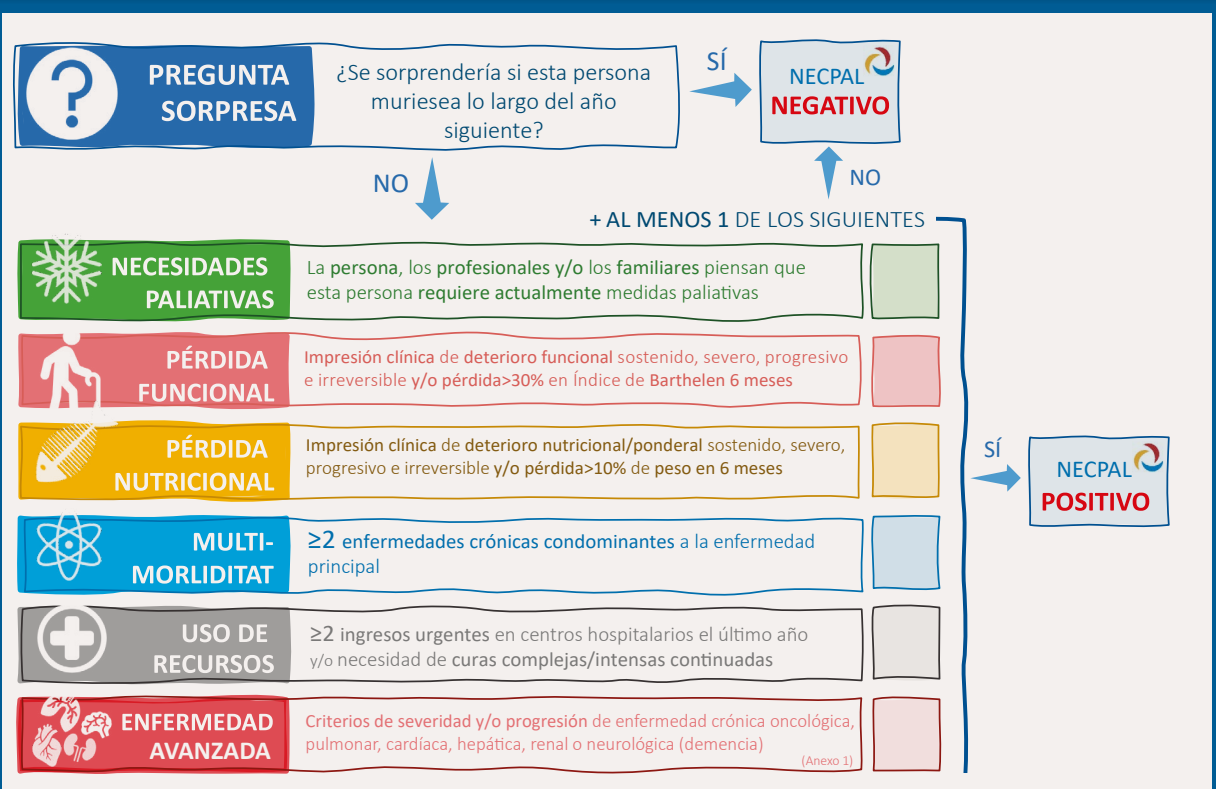 PREGUNTA
SORPRESA
¿Se sorprendería si esta persona
muriesea lo largo del año
siguiente?
SÍ
NECPAL
NEGATIVO
NO
NO
+ AL MENOS 1 DE LOS SIGUIENTES
NECESIDADES
PALIATIVAS
La persona, los profesionales y/o los familiares piensan que
esta persona requiere actualmente medidas paliativas
PÉRDIDA
FUNCIONAL
Impresión clínica de deterioro funcional sostenido, severo, progresivo
e irreversible y/o pérdida>30% en Índice de Barthelen 6 meses
PÉRDIDA
NUTRICIONAL
Impresión clínica de deterioro nutricional/ponderal sostenido, severo,
progresivo e irreversible y/o pérdida>10% de peso en 6 meses
SÍ
NECPAL
POSITIVO
MULTI-
MORLIDITAT
≥2 enfermedades crónicas condominantes a la enfermedad
principal
USO DE
RECURSOS
≥2 ingresos urgentes en centros hospitalarios el último año
y/o necesidad de curas complejas/intensas continuadas
ENFERMEDAD
AVANZADA
Criterios de severidad y/o progresión de enfermedad crónica oncológica,
pulmonar, cardíaca, hepática, renal o neurológica (demencia)
(Anexo 1)